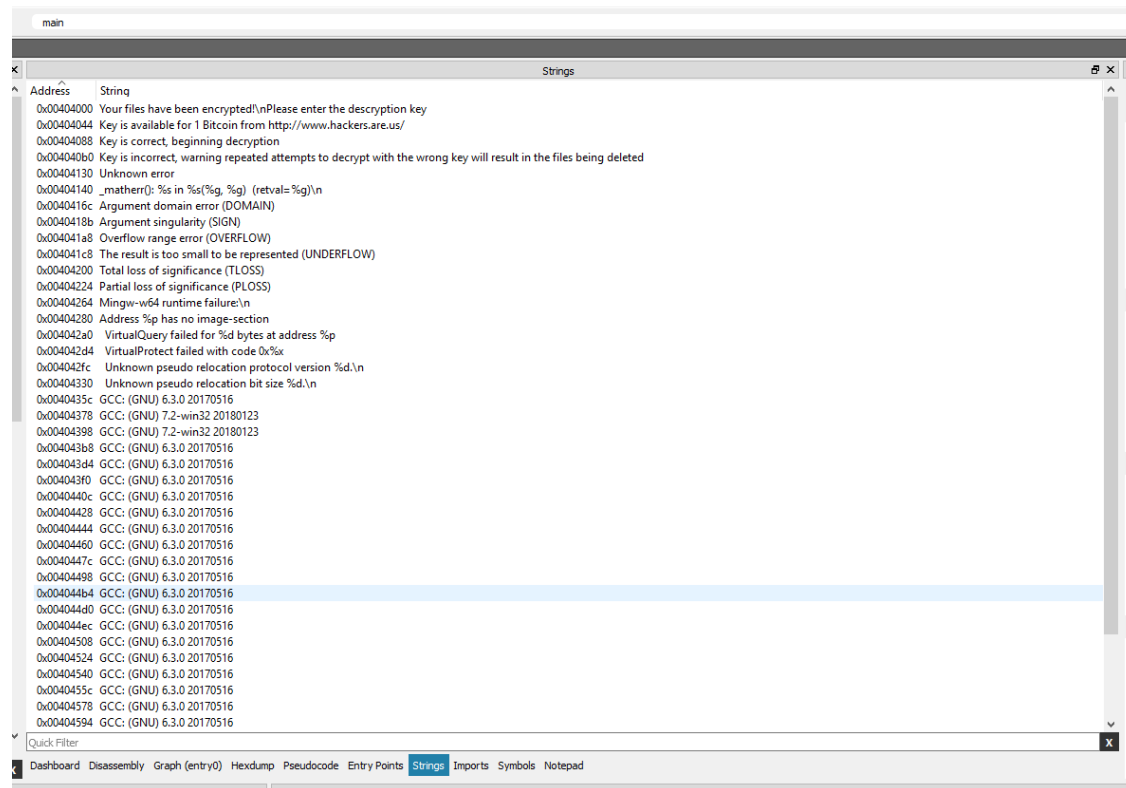 main
Strings
Address String
0x00404000 Your files have been encrypted!\nPlease enter the descryption key
0x00404044 Key is available for 1 Bitcoin from http://www.hackers.are.us/
0x00404088 Key is correct, beginning decryption
0x004040b0 Key is incorrect, warning repeated attempts to decrypt with the wrong key will result in the files being deleted
0x00404130 Unknown error
0x00404140 _matherr(): %s in %s(%g, %g)  (retval=%g)\n
0x0040416c Argument domain error (DOMAIN)
0x0040418b Argument singularity (SIGN)
0x004041a8 Overflow range error (OVERFLOW)
0x004041c8 The result is too small to be represented (UNDERFLOW)
0x00404200 Total loss of significance (TLOSS)
0x00404224 Partial loss of significance (PLOSS)
0x00404264 Mingw-w64 runtime failure:\n
0x00404280 Address %p has no image-section
0x004042a0   VirtualQuery failed for %d bytes at address %p
0x004042d4   VirtualProtect failed with code 0x%x
0x004042fc   Unknown pseudo relocation protocol version %d.\n
0x00404330   Unknown pseudo relocation bit size %d.\n
0x0040435c GCC: (GNU) 6.3.0 20170516
0x00404378 GCC: (GNU) 7.2-win32 20180123
0x00404398 GCC: (GNU) 7.2-win32 20180123
0x004043b8 GCC: (GNU) 6.3.0 20170516
0x004043d4 GCC: (GNU) 6.3.0 20170516
0x004043f0 GCC: (GNU) 6.3.0 20170516
0x0040440c GCC: (GNU) 6.3.0 20170516
0x00404428 GCC: (GNU) 6.3.0 20170516
0x00404444 GCC: (GNU) 6.3.0 20170516
0x00404460 GCC: (GNU) 6.3.0 20170516
0x0040447c GCC: (GNU) 6.3.0 20170516
0x00404498 GCC: (GNU) 6.3.0 20170516
0x004044b4 GCC: (GNU) 6.3.0 20170516
0x004044d0 GCC: (GNU) 6.3.0 20170516
0x004044ec GCC: (GNU) 6.3.0 20170516
0x00404508 GCC: (GNU) 6.3.0 20170516
0x00404524 GCC: (GNU) 6.3.0 20170516
0x00404540 GCC: (GNU) 6.3.0 20170516
0x0040455c GCC: (GNU) 6.3.0 20170516
0x00404578 GCC: (GNU) 6.3.0 20170516
0x00404594 GCC: (GNU) 6.3.0 20170516
Quick Filter X
Dashboard Disassembly Graph (entry0) Hexdump Pseudocode Entry Points Strings Imports Symbols Notepad